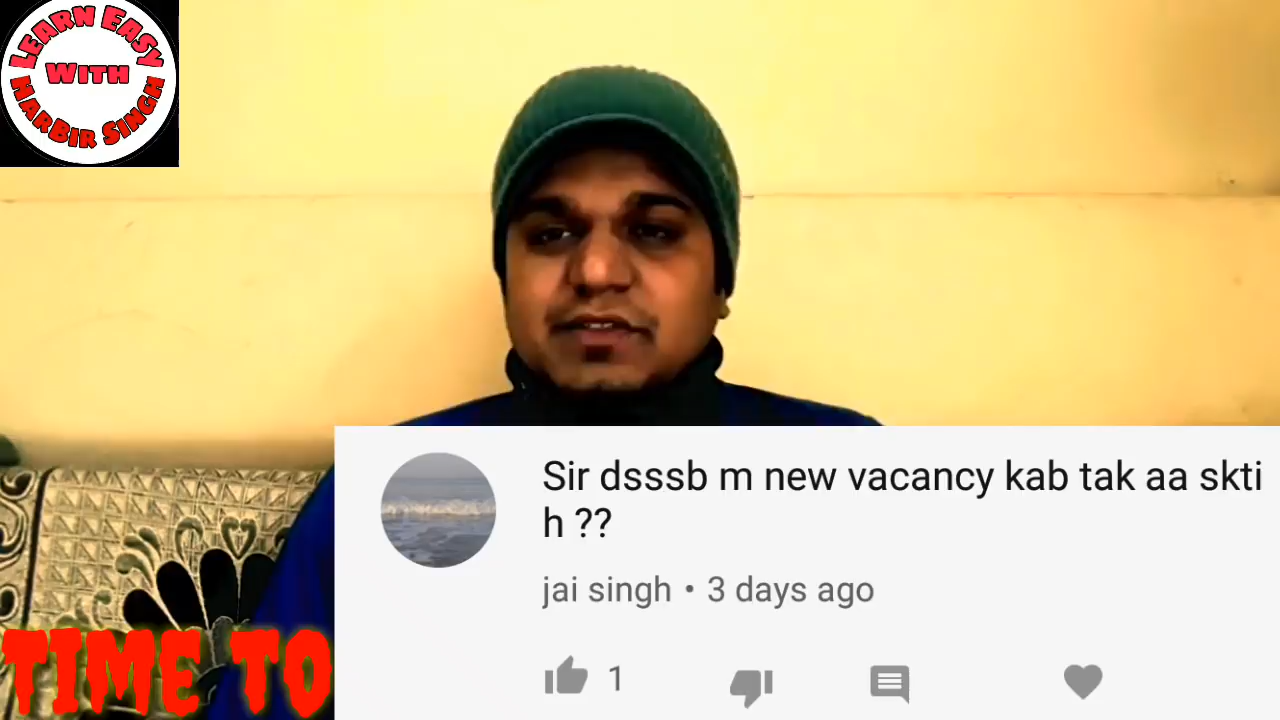 Learn Easy
With
Harbir Singh
Sir dsssb m new vacancy kab tak aa skti
h ??
jai singh • 3 days ago
1
TIME TO